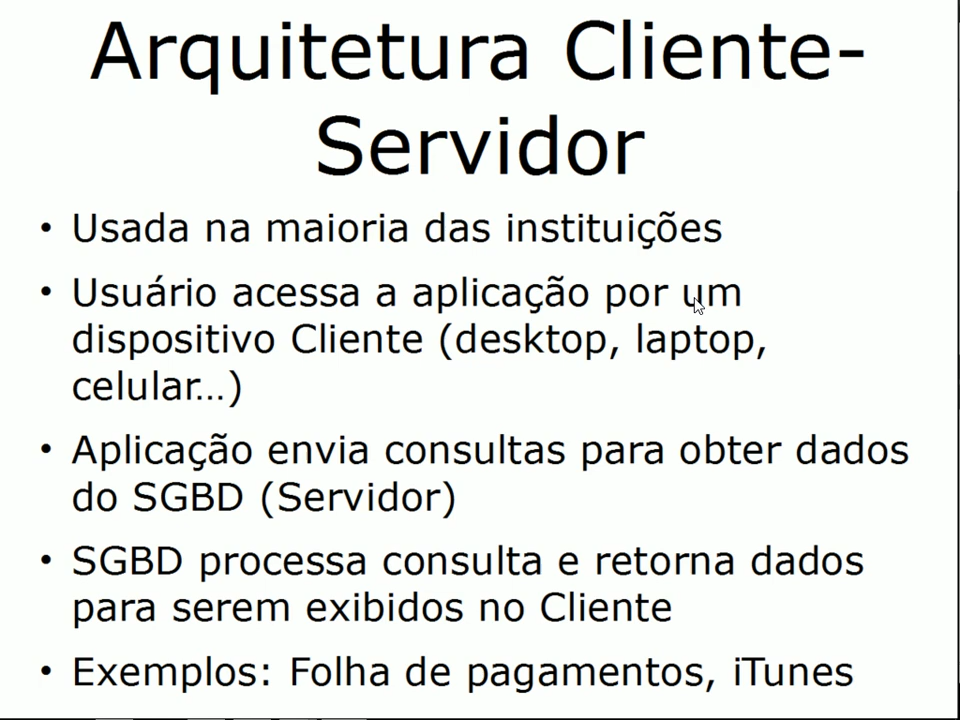 Arquitetura Cliente-
Servidor
• Usada na maioria das instituições
• Usuário acessa a aplicação por um
dispositivo Cliente (desktop, laptop,
celular…)
• Aplicação envia consultas para obter dados
do SGBD (Servidor)
• SGBD processa consulta e retorna dados
para serem exibidos no Cliente
• Exemplos: Folha de pagamentos, iTunes